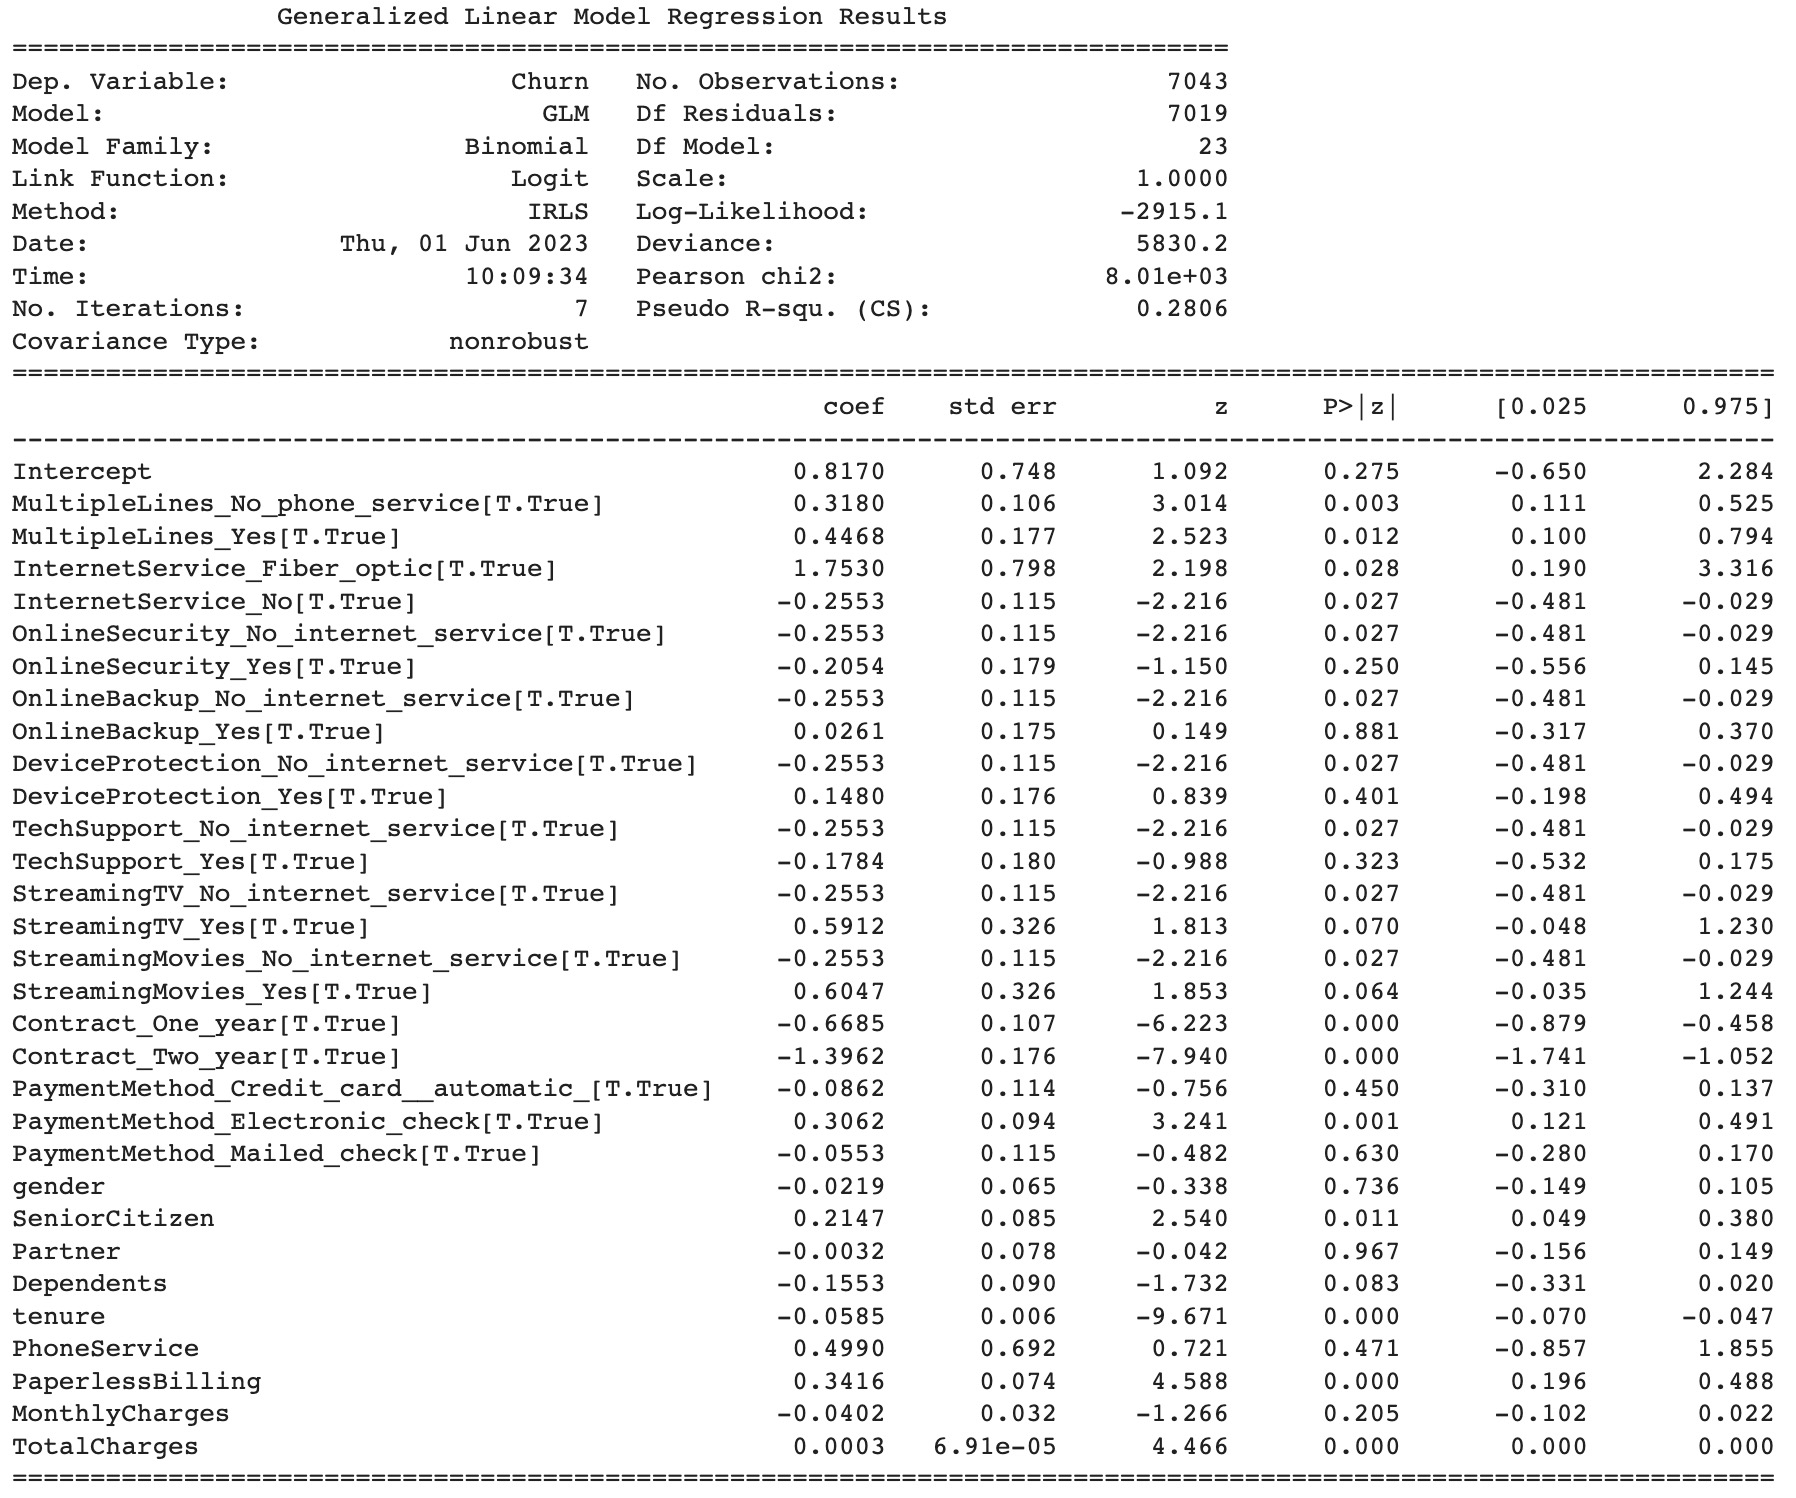 Generalized Linear Model Regression Results
==============================================================================
Dep. Variable: Churn No. Observations: 7043
Model: GLM Df Residuals: 7019
Model Family: Binomial Df Model: 23
Link Function: Logit Scale: 1.0000
Method: IRLS Log-Likelihood: -2915.1
Date: Thu, 01 Jun 2023 Deviance: 5830.2
Time: 10:09:34 Pearson chi2: 8.01e+03
No. Iterations: 7 Pseudo R-squ. (CS): 0.2806
Covariance Type: nonrobust
=================================================================================================================
coef std err z P>|z| [0.025 0.975]
-----------------------------------------------------------------------------------------------------------------
Intercept 0.8170 0.748 1.092 0.275 -0.650 2.284
MultipleLines_No_phone_service[T.True] 0.3180 0.106 3.014 0.003 0.111 0.525
MultipleLines_Yes[T.True] 0.4468 0.177 2.523 0.012 0.100 0.794
InternetService_Fiber_optic[T.True] 1.7530 0.798 2.198 0.028 0.190 3.316
InternetService_No[T.True] -0.2553 0.115 -2.216 0.027 -0.481 -0.029
OnlineSecurity_No_internet_service[T.True] -0.2553 0.115 -2.216 0.027 -0.481 -0.029
OnlineSecurity_Yes[T.True] -0.2054 0.179 -1.150 0.250 -0.556 0.145
OnlineBackup_No_internet_service[T.True] -0.2553 0.115 -2.216 0.027 -0.481 -0.029
OnlineBackup_Yes[T.True] 0.0261 0.175 0.149 0.881 -0.317 0.370
DeviceProtection_No_internet_service[T.True] -0.2553 0.115 -2.216 0.027 -0.481 -0.029
DeviceProtection_Yes[T.True] 0.1480 0.176 0.839 0.401 -0.198 0.494
TechSupport_No_internet_service[T.True] -0.2553 0.115 -2.216 0.027 -0.481 -0.029
TechSupport_Yes[T.True] -0.1784 0.180 -0.988 0.323 -0.532 0.175
StreamingTV_No_internet_service[T.True] -0.2553 0.115 -2.216 0.027 -0.481 -0.029
StreamingTV_Yes[T.True] 0.5912 0.326 1.813 0.070 -0.048 1.230
StreamingMovies_No_internet_service[T.True] -0.2553 0.115 -2.216 0.027 -0.481 -0.029
StreamingMovies_Yes[T.True] 0.6047 0.326 1.853 0.064 -0.035 1.244
Contract_One_year[T.True] -0.6685 0.107 -6.223 0.000 -0.879 -0.458
Contract_Two_year[T.True] -1.3962 0.176 -7.940 0.000 -1.741 -1.052
PaymentMethod_Credit_card__automatic_[T.True] -0.0862 0.114 -0.756 0.450 -0.310 0.137
PaymentMethod_Electronic_check[T.True] 0.3062 0.094 3.241 0.001 0.121 0.491
PaymentMethod_Mailed_check[T.True] -0.0553 0.115 -0.482 0.630 -0.280 0.170
gender -0.0219 0.065 -0.338 0.736 -0.149 0.105
SeniorCitizen 0.2147 0.085 2.540 0.011 0.049 0.380
Partner -0.0032 0.078 -0.042 0.967 -0.156 0.149
Dependents -0.1553 0.090 -1.732 0.083 -0.331 0.020
tenure -0.0585 0.006 -9.671 0.000 -0.070 -0.047
PhoneService 0.4990 0.692 0.721 0.471 -0.857 1.855
PaperlessBilling 0.3416 0.074 4.588 0.000 0.196 0.488
MonthlyCharges -0.0402 0.032 -1.266 0.205 -0.102 0.022
TotalCharges 0.0003 6.91e-05 4.466 0.000 0.000 0.000
=================================================================================================================